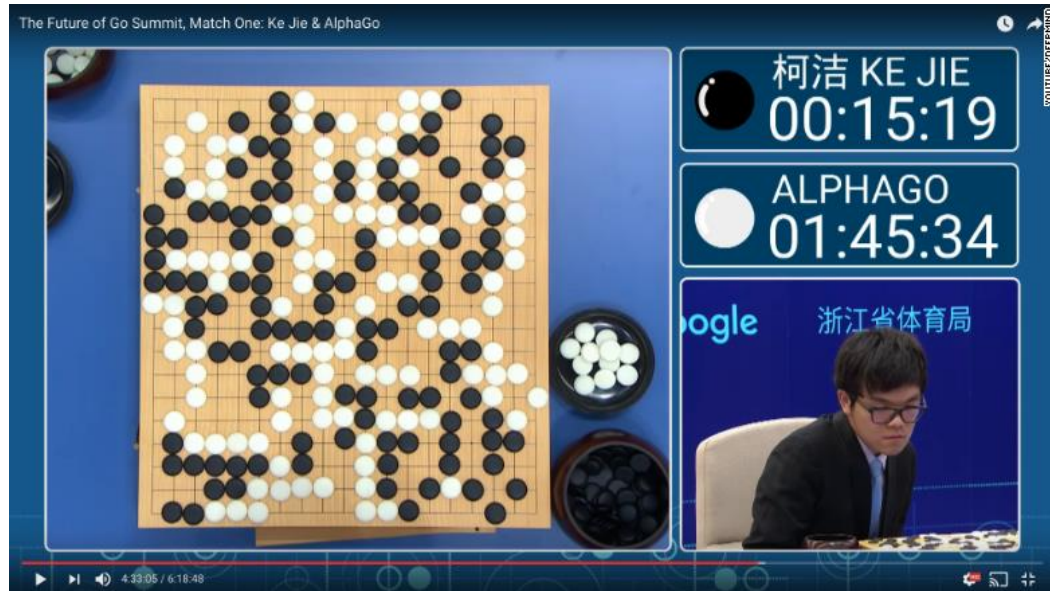 The Future of Go Summit, Match One: Ke Jie & AlphaGo
YOUTUBE/DEEPMIND
柯洁 KE JIE
00:15:19
ALPHAGO
01:45:34
oogle
浙江省体育局
4:33:05 / 6:18:48